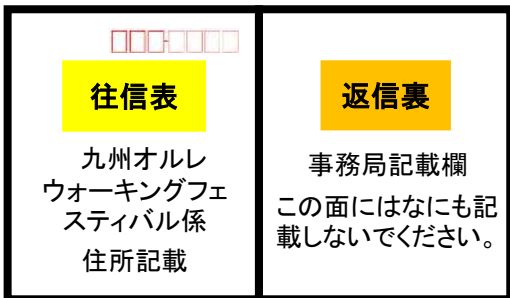 往信表
九州オルレ
ウォーキングフェ
スティバル係
住所記載
返信裏
事務局記載欄
この面にはなにも記
載しないでください。